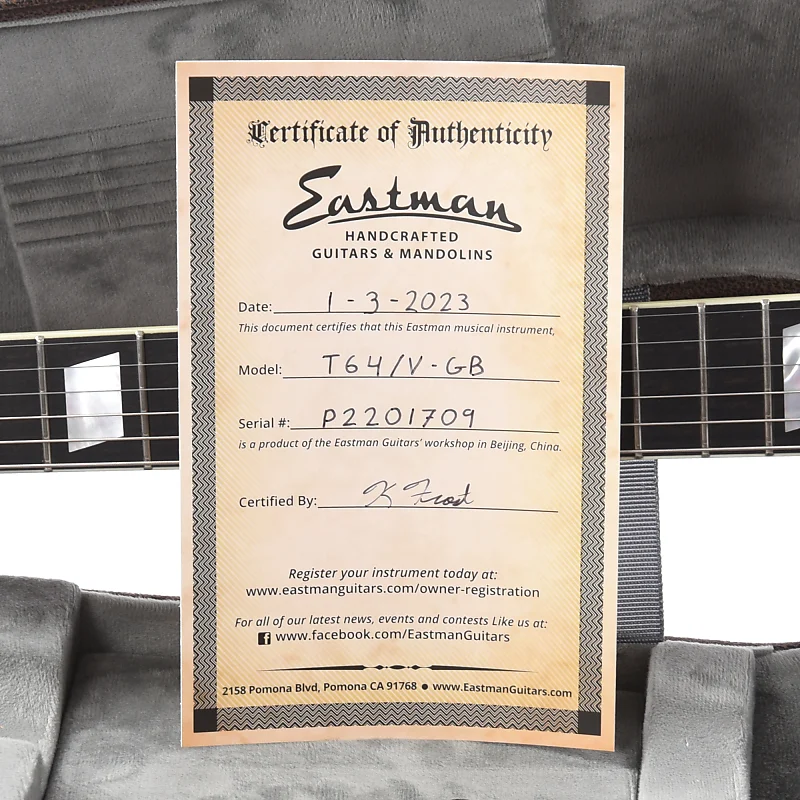 Certificate of Authenticity
Eastman
HANDCRAFTED
GUITARS & MANDOLINS
Date: 1-3-2023
This document certifies that this Eastman musical instrument,
Model: T64/V-GB
Serial #: P2201709
is a product of the Eastman Guitars' workshop in Beijing, China.
Certified By: K Frost
Register your instrument today at:
www.eastmanguitars.com/owner-registration
For all of our latest news, events and contests Like us at:
f www.facebook.com/EastmanGuitars
2158 Pomona Blvd, Pomona CA 91768 ● www.EastmanGuitars.com